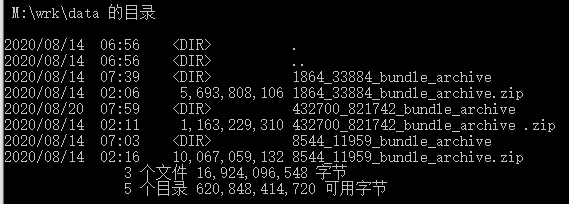 M:\wrk\data 的目录
2020/08/14 06:56 <DIR> .
2020/08/14 06:56 <DIR> ..
2020/08/14 07:39 <DIR> 1864_33884_bundle_archive
2020/08/14 02:06 5,693,808,106 1864_33884_bundle_archive.zip
2020/08/20 07:59 <DIR> 432700_821742_bundle_archive
2020/08/14 02:11 1,163,229,310 432700_821742_bundle_archive .zip
2020/08/14 07:03 <DIR> 8544_11959_bundle_archive
2020/08/14 02:16 10,067,059,132 8544_11959_bundle_archive.zip
3 个文件 16,924,096,548 字节
5 个目录 620,848,414,720 可用字节